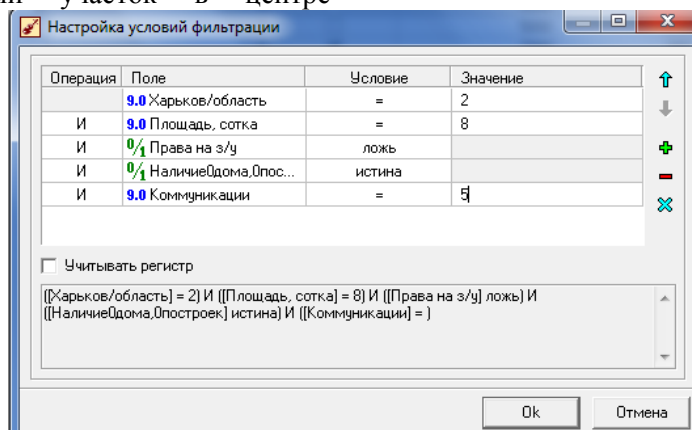 участок в центре
Настройка условий фильтрации
Операция Поле Условие Значение
9.0 Харьков/область = 2
И 9.0 Площадь, сотка = 8
И 0/1 Права на з/у ложь
И 0/1 Наличие0дома,0пос... истина
И 9.0 Коммуникации = 5
Учитывать регистр
([Харьков/область] = 2) И ([Площадь, сотка] = 8) И ([Права на з/у] ложь) И
([Наличие0дома,0построек] истина) И ([Коммуникации] = )
Ok Отмена